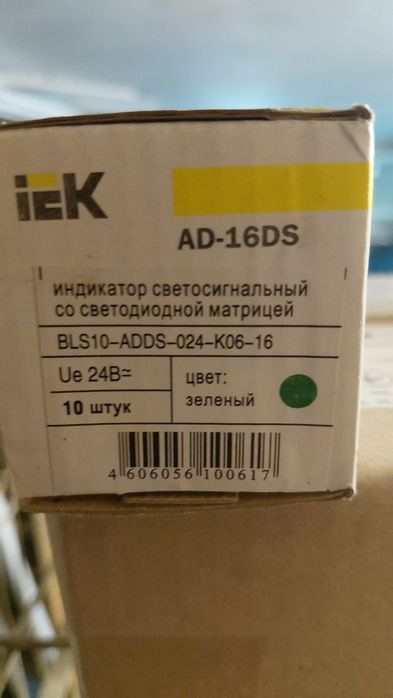 iEK
AD-16DS
индикатор светосигнальный
со светодиодной матрицей
BLS10-ADDS-024-K06-16
Ue 24B≂
цвет:
зеленый
10 штук
4 606056 100617